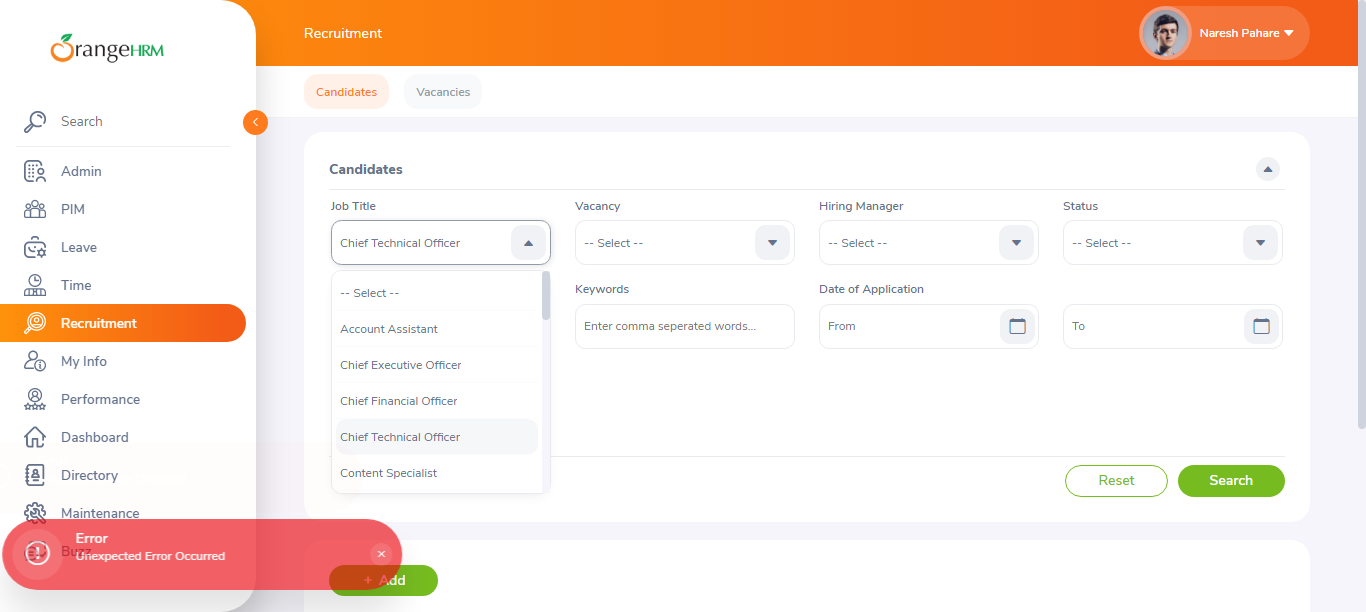 OrangeHRM
Recruitment
Naresh Pahare
Candidates
Vacancies
Search
Admin
PIM
Leave
Time
Recruitment
My Info
Performance
Dashboard
Directory
Maintenance
Buzz
Candidates
Job Title
Vacancy
Hiring Manager
Status
Chief Technical Officer
-- Select --
-- Select --
-- Select --
-- Select --
Account Assistant
Chief Executive Officer
Chief Financial Officer
Chief Technical Officer
Content Specialist
Keywords
Date of Application
Enter comma seperated words...
From
To
Reset
Search
Error
Unexpected Error Occurred
+ Add